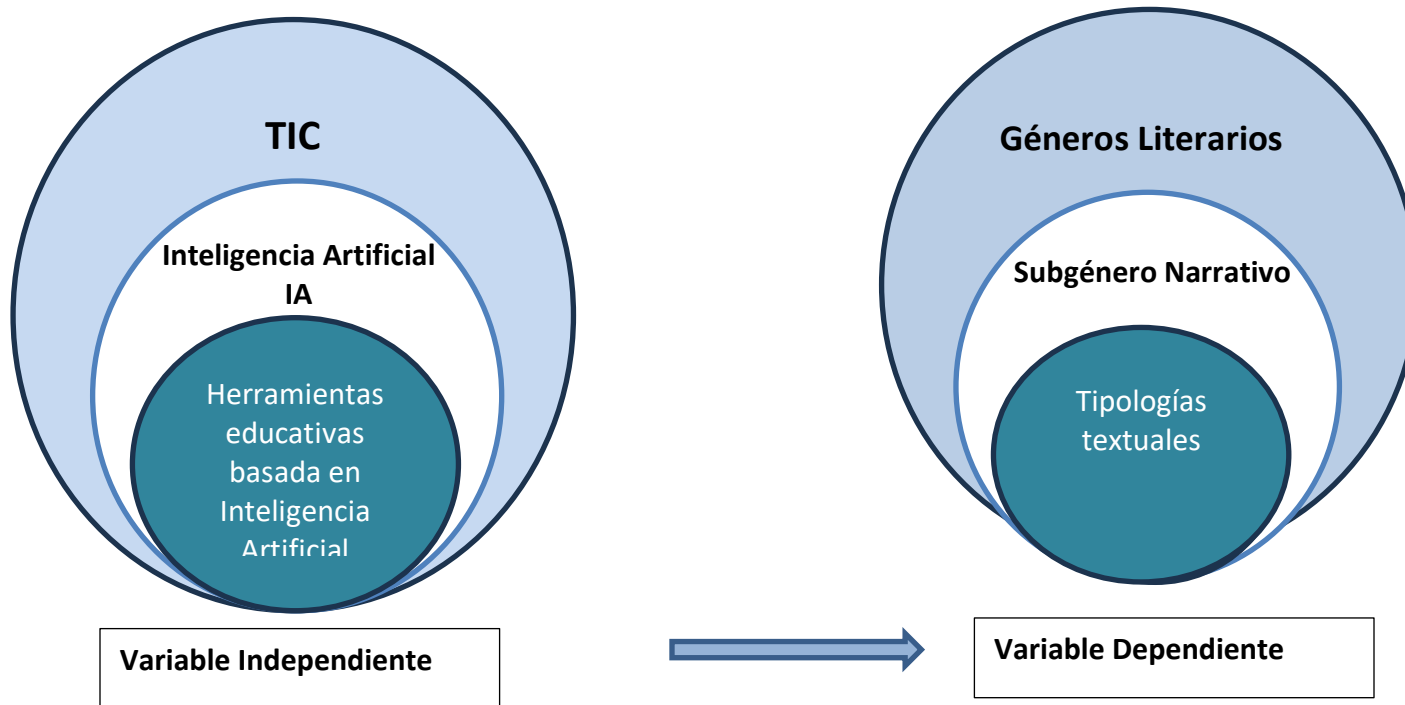 TIC
Inteligencia Artificial
IA
Herramientas
educativas
basada en
Inteligencia
Artificial
Variable Independiente
Géneros Literarios
Subgénero Narrativo
Tipologías
textuales
Variable Dependiente